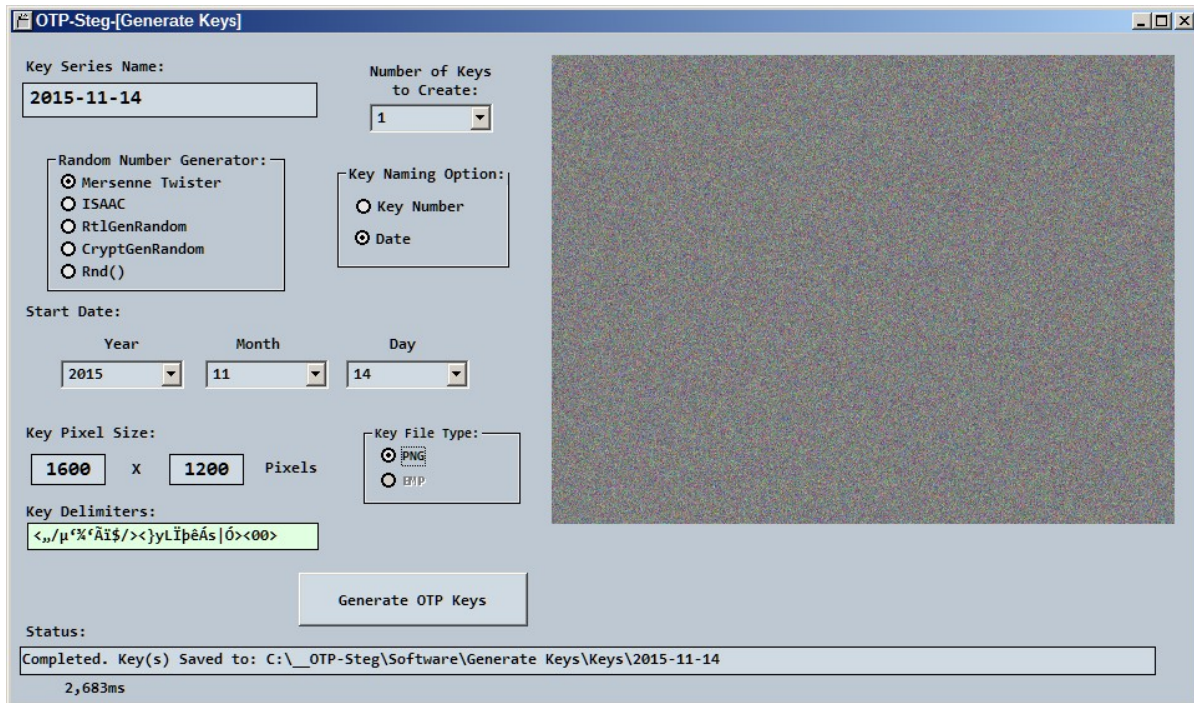 OTP-Steg-[Generate Keys]
Key Series Name:
2015-11-14
Number of Keys
to Create:
1
Random Number Generator:
Mersenne Twister
ISAAC
RtlGenRandom
CryptGenRandom
Rnd()
Key Naming Option:
Key Number
Date
Start Date:
Year Month Day
2015 11 14
Key Pixel Size:
1600 X 1200 Pixels
Key File Type:
PNG
BMP
Key Delimiters:
<„/µ‘¾‘Ãï$/><}yLÏþêÁs|Ó><00>
Generate OTP Keys
Status:
Completed. Key(s) Saved to: C:\__OTP-Steg\Software\Generate Keys\Keys\2015-11-14
2,683ms